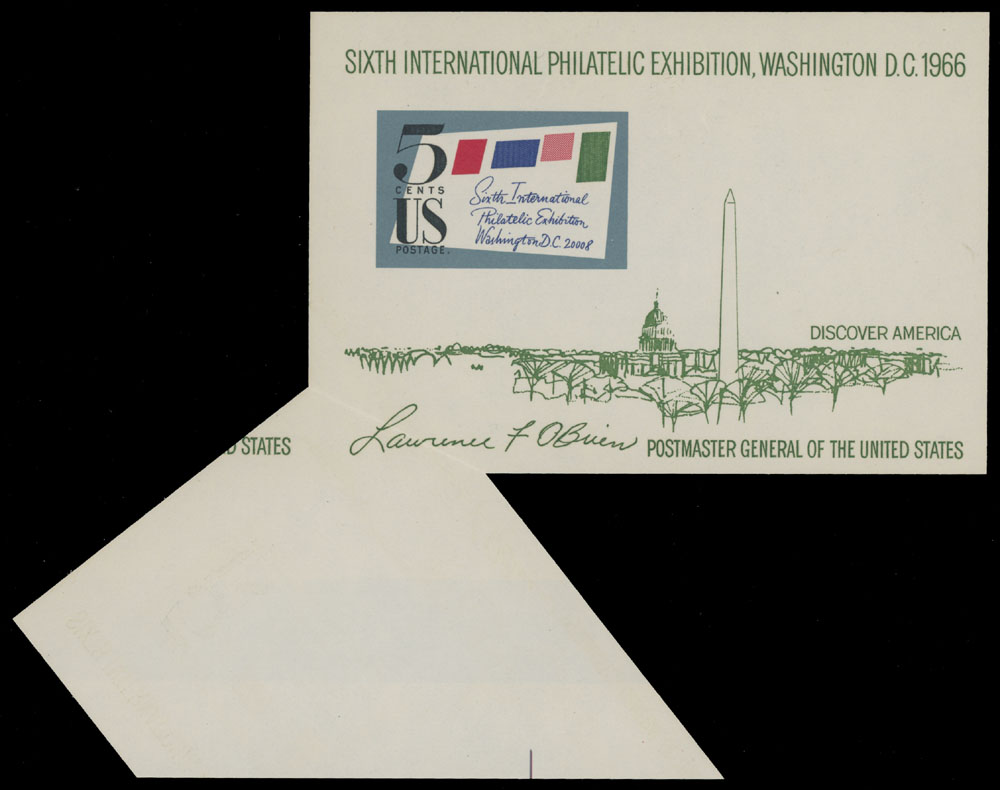 SIXTH INTERNATIONAL PHILATELIC EXHIBITION, WASHINGTON D.C. 1966
5
CENTS
US
POSTAGE.
Sixth International
Philatelic Exhibition
Washington D.C. 20008
DISCOVER AMERICA
D STATES
Lawrence F O'Brien POSTMASTER GENERAL OF THE UNITED STATES